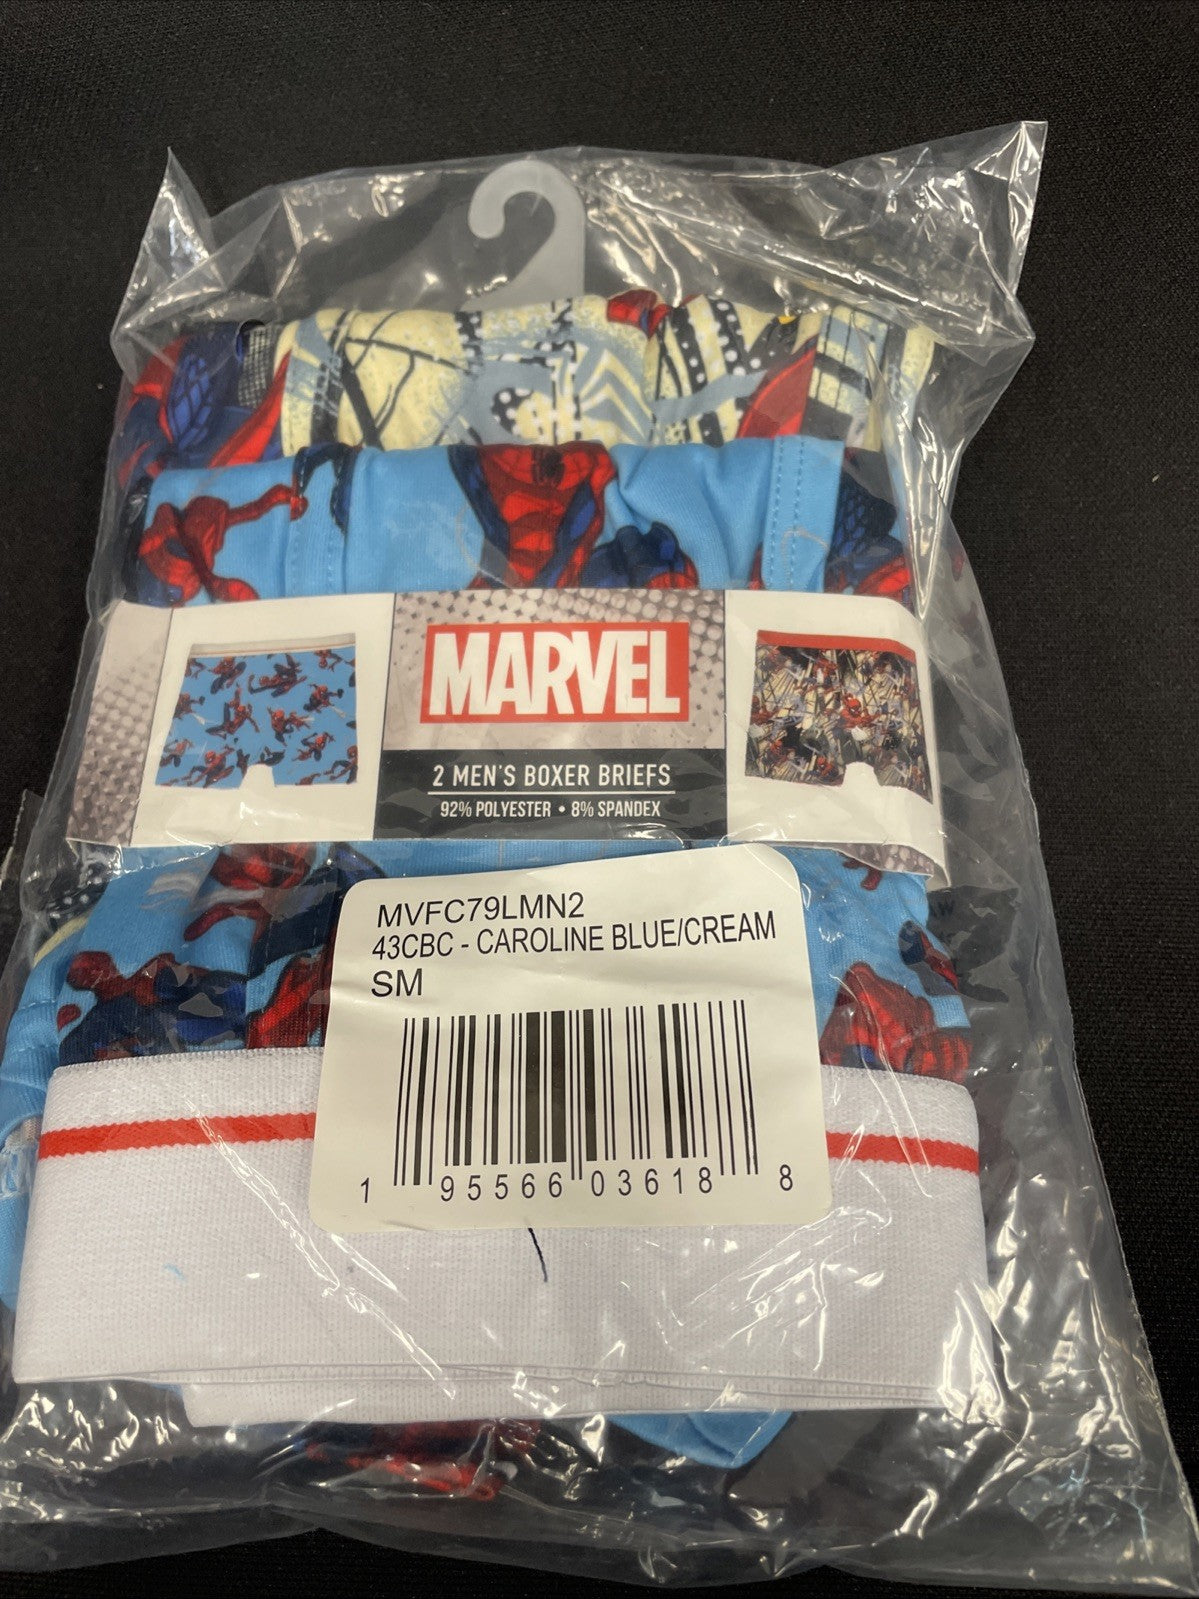 MARVEL
2 MEN'S BOXER BRIEFS
92% POLYESTER • 8% SPANDEX
MVFC79LMN2
43CBC - CAROLINE BLUE/CREAM
SM
1 95566 03618 8